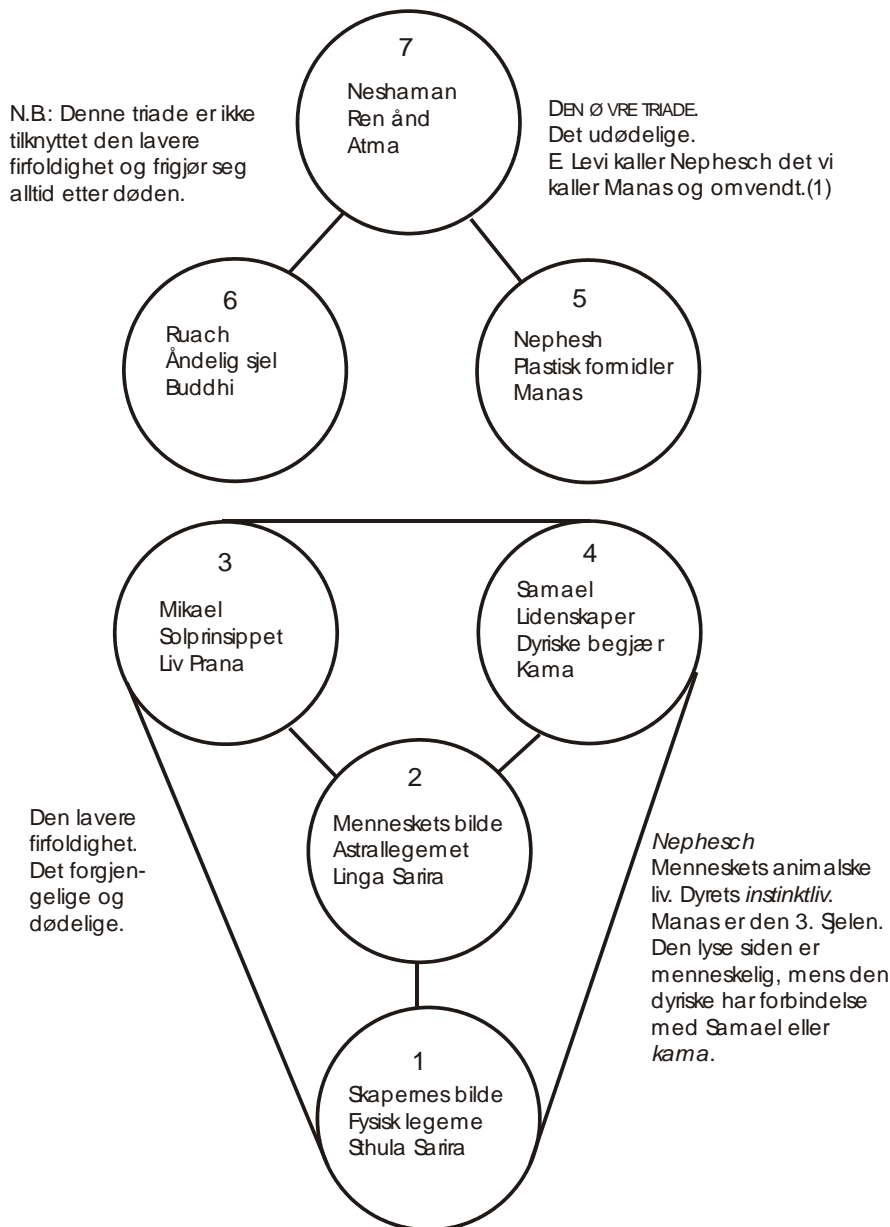 7
Neshaman
Ren ånd
Atma
N.B.: Denne triade er ikke
tilknyttet den lavere
firfoldighet og frigjør seg
alltid etter døden.
DEN ØVRE TRIADE.
Det udødelige.
E. Levi kaller Nephesch det vi
kaller Manas og omvendt.(1)
6
Ruach
Åndelig sjel
Buddhi
5
Nephesh
Plastisk formidler
Manas
3
Mikael
Solprinsippet
Liv Prana
4
Samael
Lidenskaper
Dyriske begjær
Kama
2
Menneskets bilde
Astrallegemet
Linga Sarira
Den lavere
firfoldighet.
Det forgjen-
gelige og
dødelige.
Nephesch
Menneskets animalske
liv. Dyrets instinktliv.
Manas er den 3. Sjelen.
Den lyse siden er
menneskelig, mens den
dyriske har forbindelse
med Samael eller
kama.
1
Skapernes bilde
Fysisk legeme
Sthula Sarira